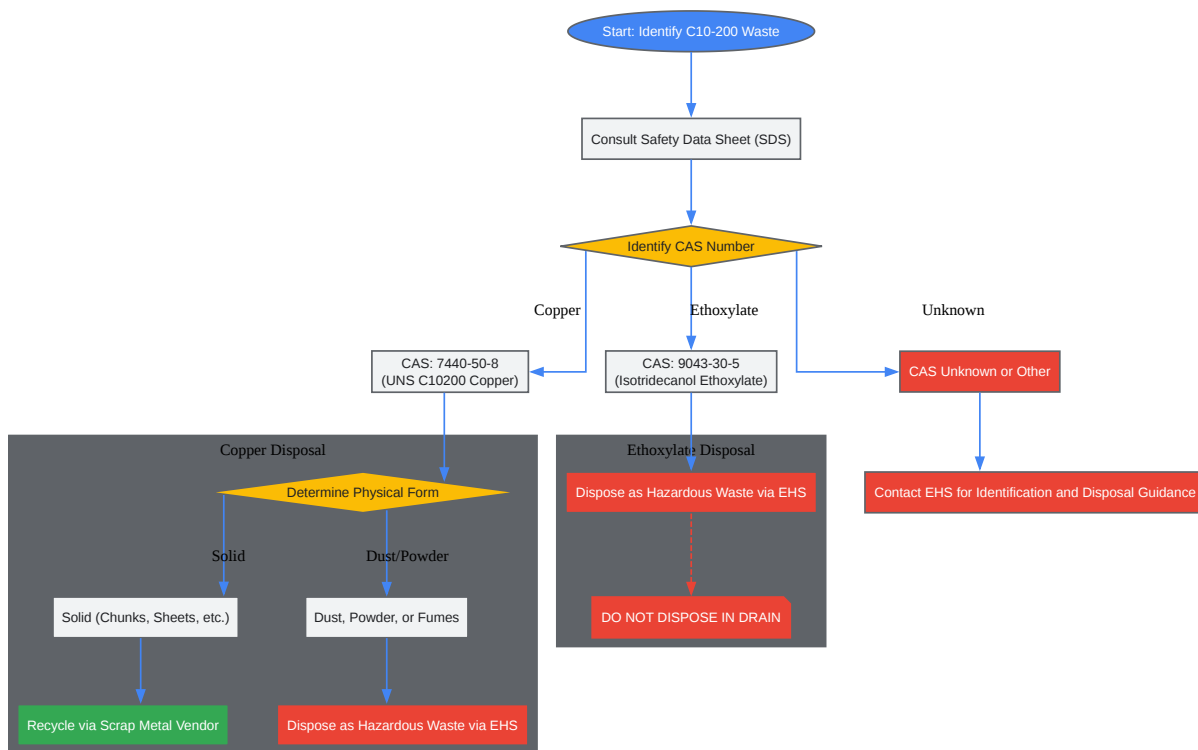 Start: Identify C10-200 Waste
Consult Safety Data Sheet (SDS)
Identify CAS Number
Copper
Ethoxylate
Unknown
CAS: 7440-50-8
(UNS C10200 Copper)
CAS: 9043-30-5
(Isotridecanol Ethoxylate)
CAS Unknown or Other
Copper Disposal
Ethoxylate Disposal
Determine Physical Form
Dispose as Hazardous Waste via EHS
Contact EHS for Identification and Disposal Guidance
Solid
Dust/Powder
Solid (Chunks, Sheets, etc.)
Dust, Powder, or Fumes
DO NOT DISPOSE IN DRAIN
Recycle via Scrap Metal Vendor
Dispose as Hazardous Waste via EHS